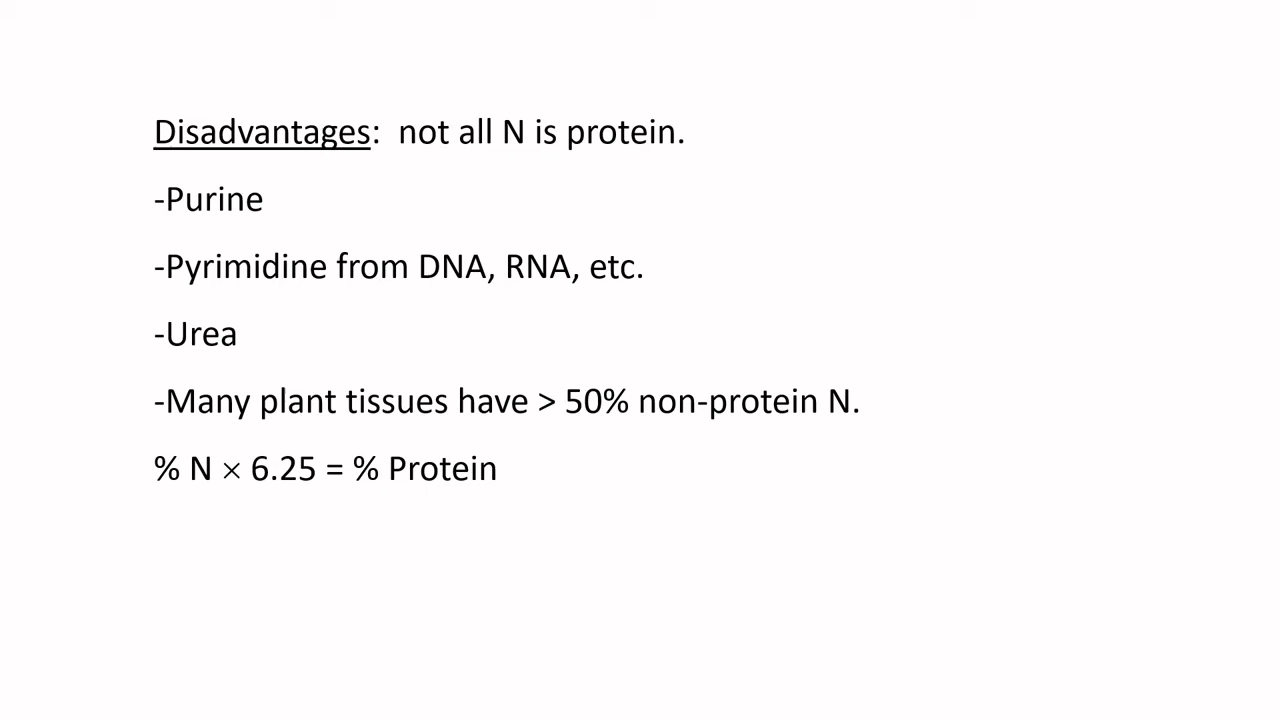 Disadvantages:  not all N is protein.
-Purine
-Pyrimidine from DNA, RNA, etc.
-Urea
-Many plant tissues have > 50% non-protein N.
% N × 6.25 = % Protein